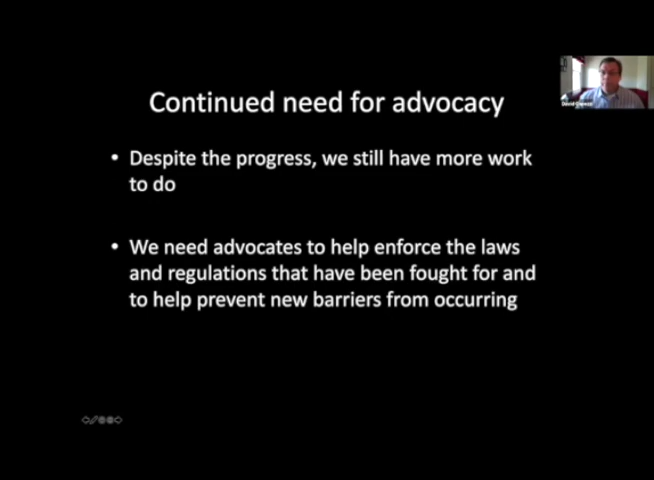 Continued need for advocacy
• Despite the progress, we still have more work
to do
• We need advocates to help enforce the laws
and regulations that have been fought for and
to help prevent new barriers from occurring
David